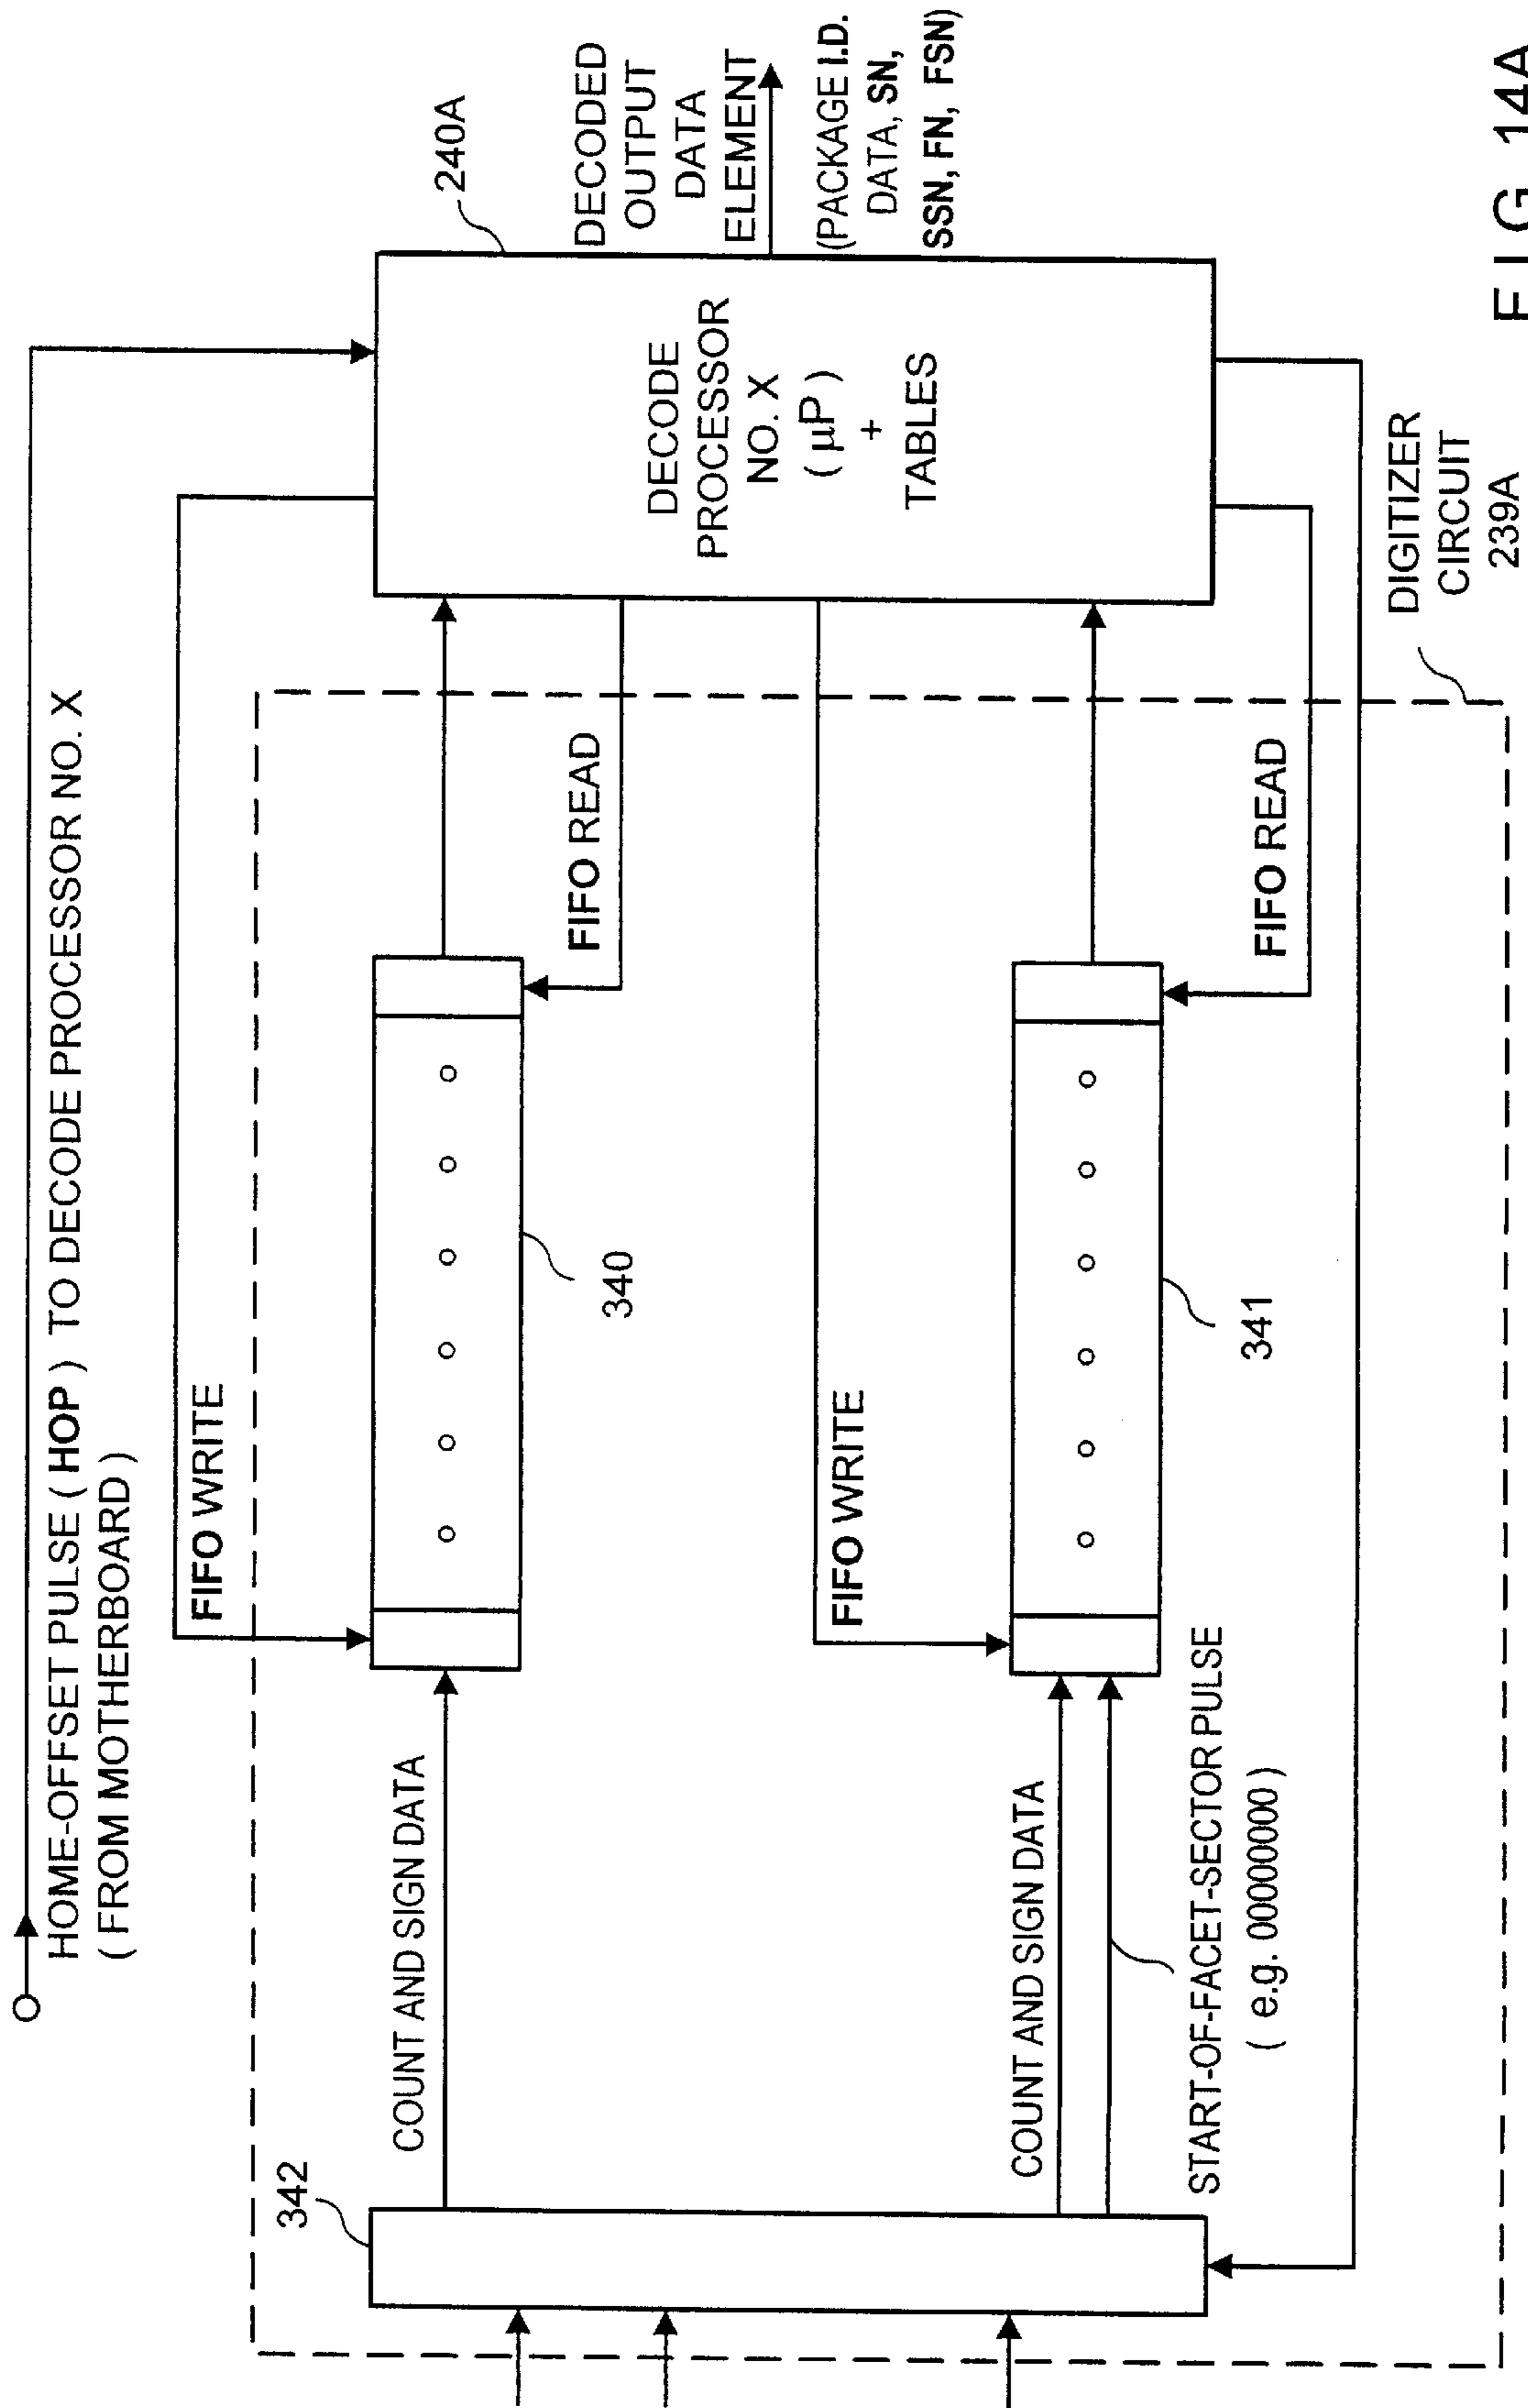 HOME-OFFSET PULSE ( HOP ) TO DECODE PROCESSOR NO. X
( FROM MOTHERBOARD )
FIFO WRITE
342
COUNT AND SIGN DATA
340
FIFO READ
240A
DECODE
PROCESSOR
NO. X
( µP )
+
TABLES
DECODED
OUTPUT
DATA
ELEMENT
(PACKAGE I.D.
DATA, SN,
SSN, FN, FSN)
FIFO WRITE
COUNT AND SIGN DATA
START-OF-FACET-SECTOR PULSE
( e.g. 00000000 )
341
FIFO READ
DIGITIZER
CIRCUIT
239A
FIG. 14A